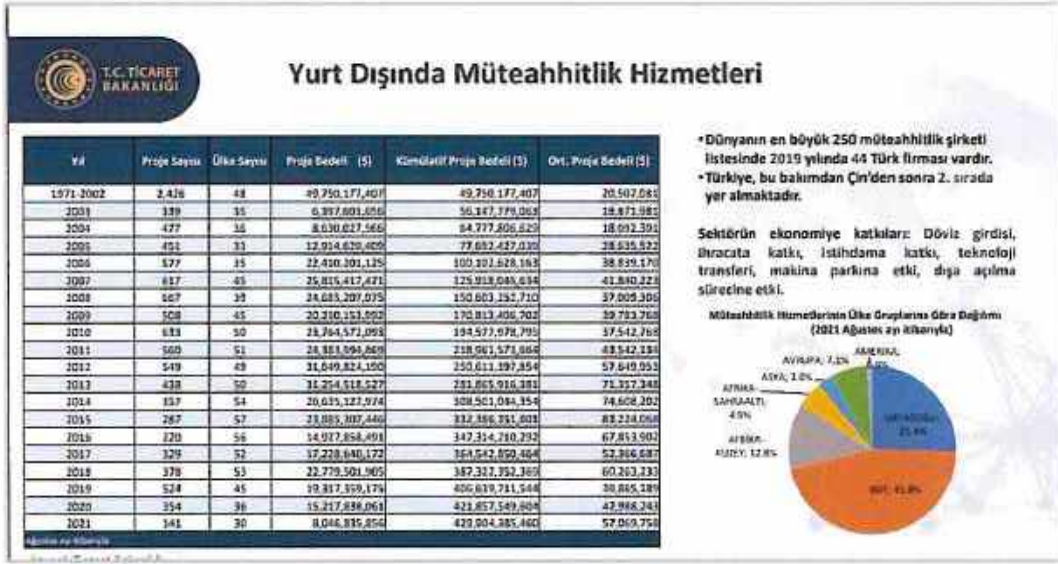 T.C. TİCARET
BAKANLIĞI
Yurt Dışında Müteahhitlik Hizmetleri
Yıl Proje Sayısı Ülke Sayısı Proje Bedeli ($) Kümülatif Proje Bedeli ($) Ort. Proje Bedeli ($)
1971-2002 2,426 48 49,750,177,407 49,750,177,407 20,507,081
2003 339 35 6,397,601,656 56,147,779,063 18,871,981
2004 477 36 8,630,027,566 64,777,806,629
2005 451 33 12,914,620,409 28,635,522
2006 577 35 22,410,201,125 100,102,628,163 38,839,170
2007 617 45 25,815,417,471 125,918,045,634 41,840,223
2008 667 39 24,685,207,075 150,603,252,710 37,009,306
2009 508 45 20,210,153,992 170,813,406,702 39,783,768
2010 633 50 23,764,572,093 194,577,978,795 37,542,768
2011 560 51 24,383,594,869 218,961,573,664 43,542,134
2012 549 49 31,649,824,190 250,611,397,854 57,649,953
2013 438 50 31,254,518,527 281,865,916,381 71,357,348
2014 357 54 26,635,127,974 308,501,044,354 74,608,202
2015 287 57 23,885,307,446 332,386,351,801 83,224,068
2016 220 56 14,927,858,491 347,314,210,292 67,853,902
2017 329 52 17,228,640,172 364,542,850,464 52,366,687
2018 378 53 22,779,501,905 387,322,352,369 60,263,233
2019 524 45 19,317,359,175 406,639,711,544 36,865,189
2020 354 36 15,217,838,061 421,857,549,604 42,988,243
2021 141 30 8,046,835,856 429,904,385,460 57,069,758
Ağustos ayı itibarıyla
•Dünyanın en büyük 250 müteahhitlik şirketi
listesinde 2019 yılında 44 Türk firması vardır.
•Türkiye, bu bakımdan Çin'den sonra 2. sırada
yer almaktadır.
Sektörün ekonomiye katkıları: Döviz girdisi,
ihracata katkı, istihdama katkı, teknoloji
transferi, makina parkına etki, dışa açılma
sürecine etki.
Müteahhitlik Hizmetlerinin Ülke Gruplarına Göre Dağılımı
(2021 Ağustos ayı itibarıyla)
AMERİKA;
AVRUPA;
ASYA;
AFRİKA-
SAHRAALTI;
AFRİKA-
KUZEY; 12.8%
ORTADOĞU;
BDT;